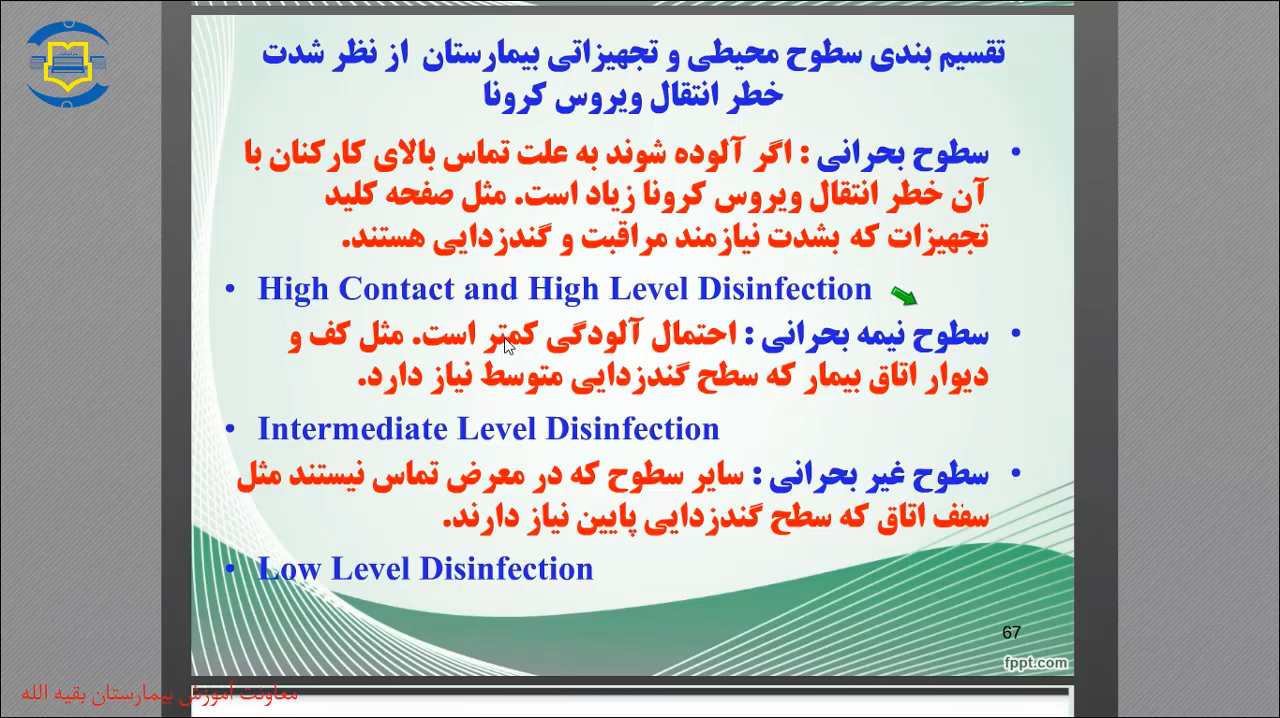 تقسیم بندی سطوح محیطی و تجهیزاتی بیمارستان از نظر شدت
خطر انتقال ویروس کرونا
• سطوح بحرانی : اگر آلوده شوند به علت تماس بالای کارکنان با
آن خطر انتقال ویروس کرونا زیاد است. مثل صفحه کلید
تجهیزات که بشدت نیازمند مراقبت و گندزدایی هستند.
• High Contact and High Level Disinfection
• سطوح نیمه بحرانی : احتمال آلودگی کمتر است. مثل کف و
دیوار اتاق بیمار که سطح گندزدایی متوسط نیاز دارد.
• Intermediate Level Disinfection
• سطوح غیر بحرانی : سایر سطوح که در معرض تماس نیستند مثل
سقف اتاق که سطح گندزدایی پایین نیاز دارند.
• Low Level Disinfection
67
fppt.com
معاونت آموزش بیمارستان بقیه الله